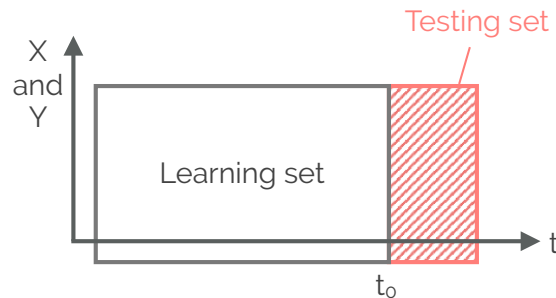 Testing set
X
and
Y
Learning set
t
t₀